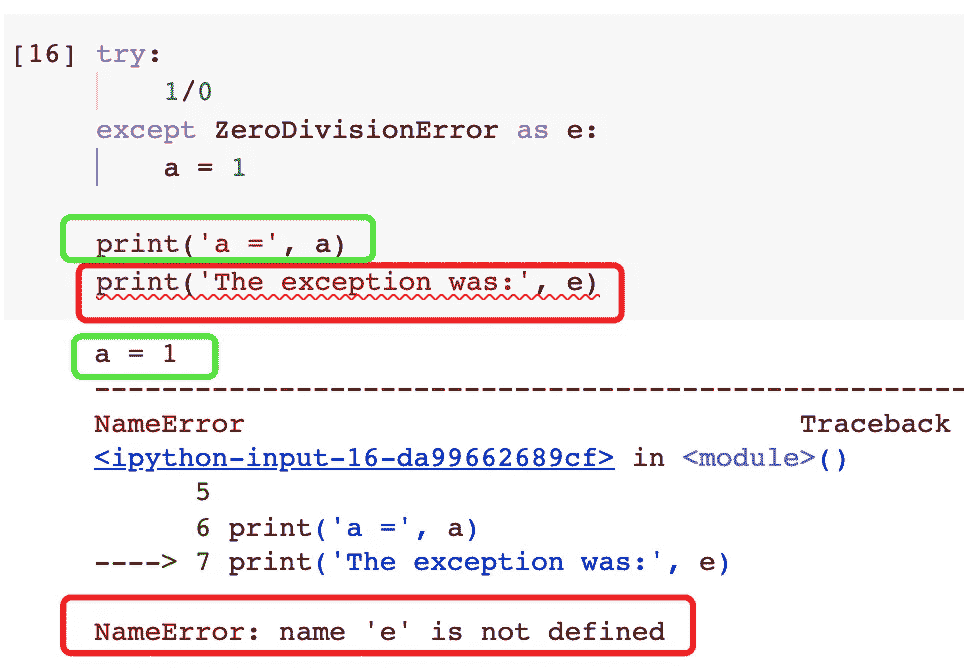 [16] try:
1/0
except ZeroDivisionError as e:
a = 1
print('a =', a)
print('The exception was:', e)
a = 1
---------------------------------------------------
NameError Traceback
<ipython-input-16-da99662689cf> in <module>()
5
6 print('a =', a)
----> 7 print('The exception was:', e)
NameError: name 'e' is not defined